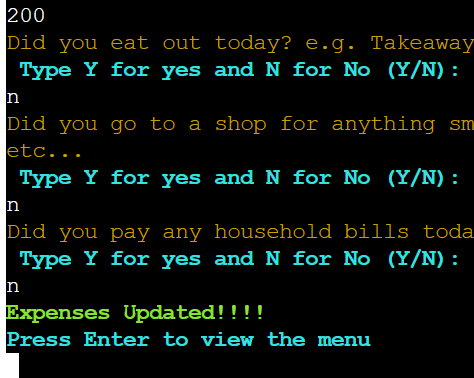 200
Did you eat out today? e.g. Takeaway
Type Y for yes and N for No (Y/N):
n
Did you go to a shop for anything sm
etc...
Type Y for yes and N for No (Y/N):
n
Did you pay any household bills toda
Type Y for yes and N for No (Y/N):
n
Expenses Updated!!!!
Press Enter to view the menu